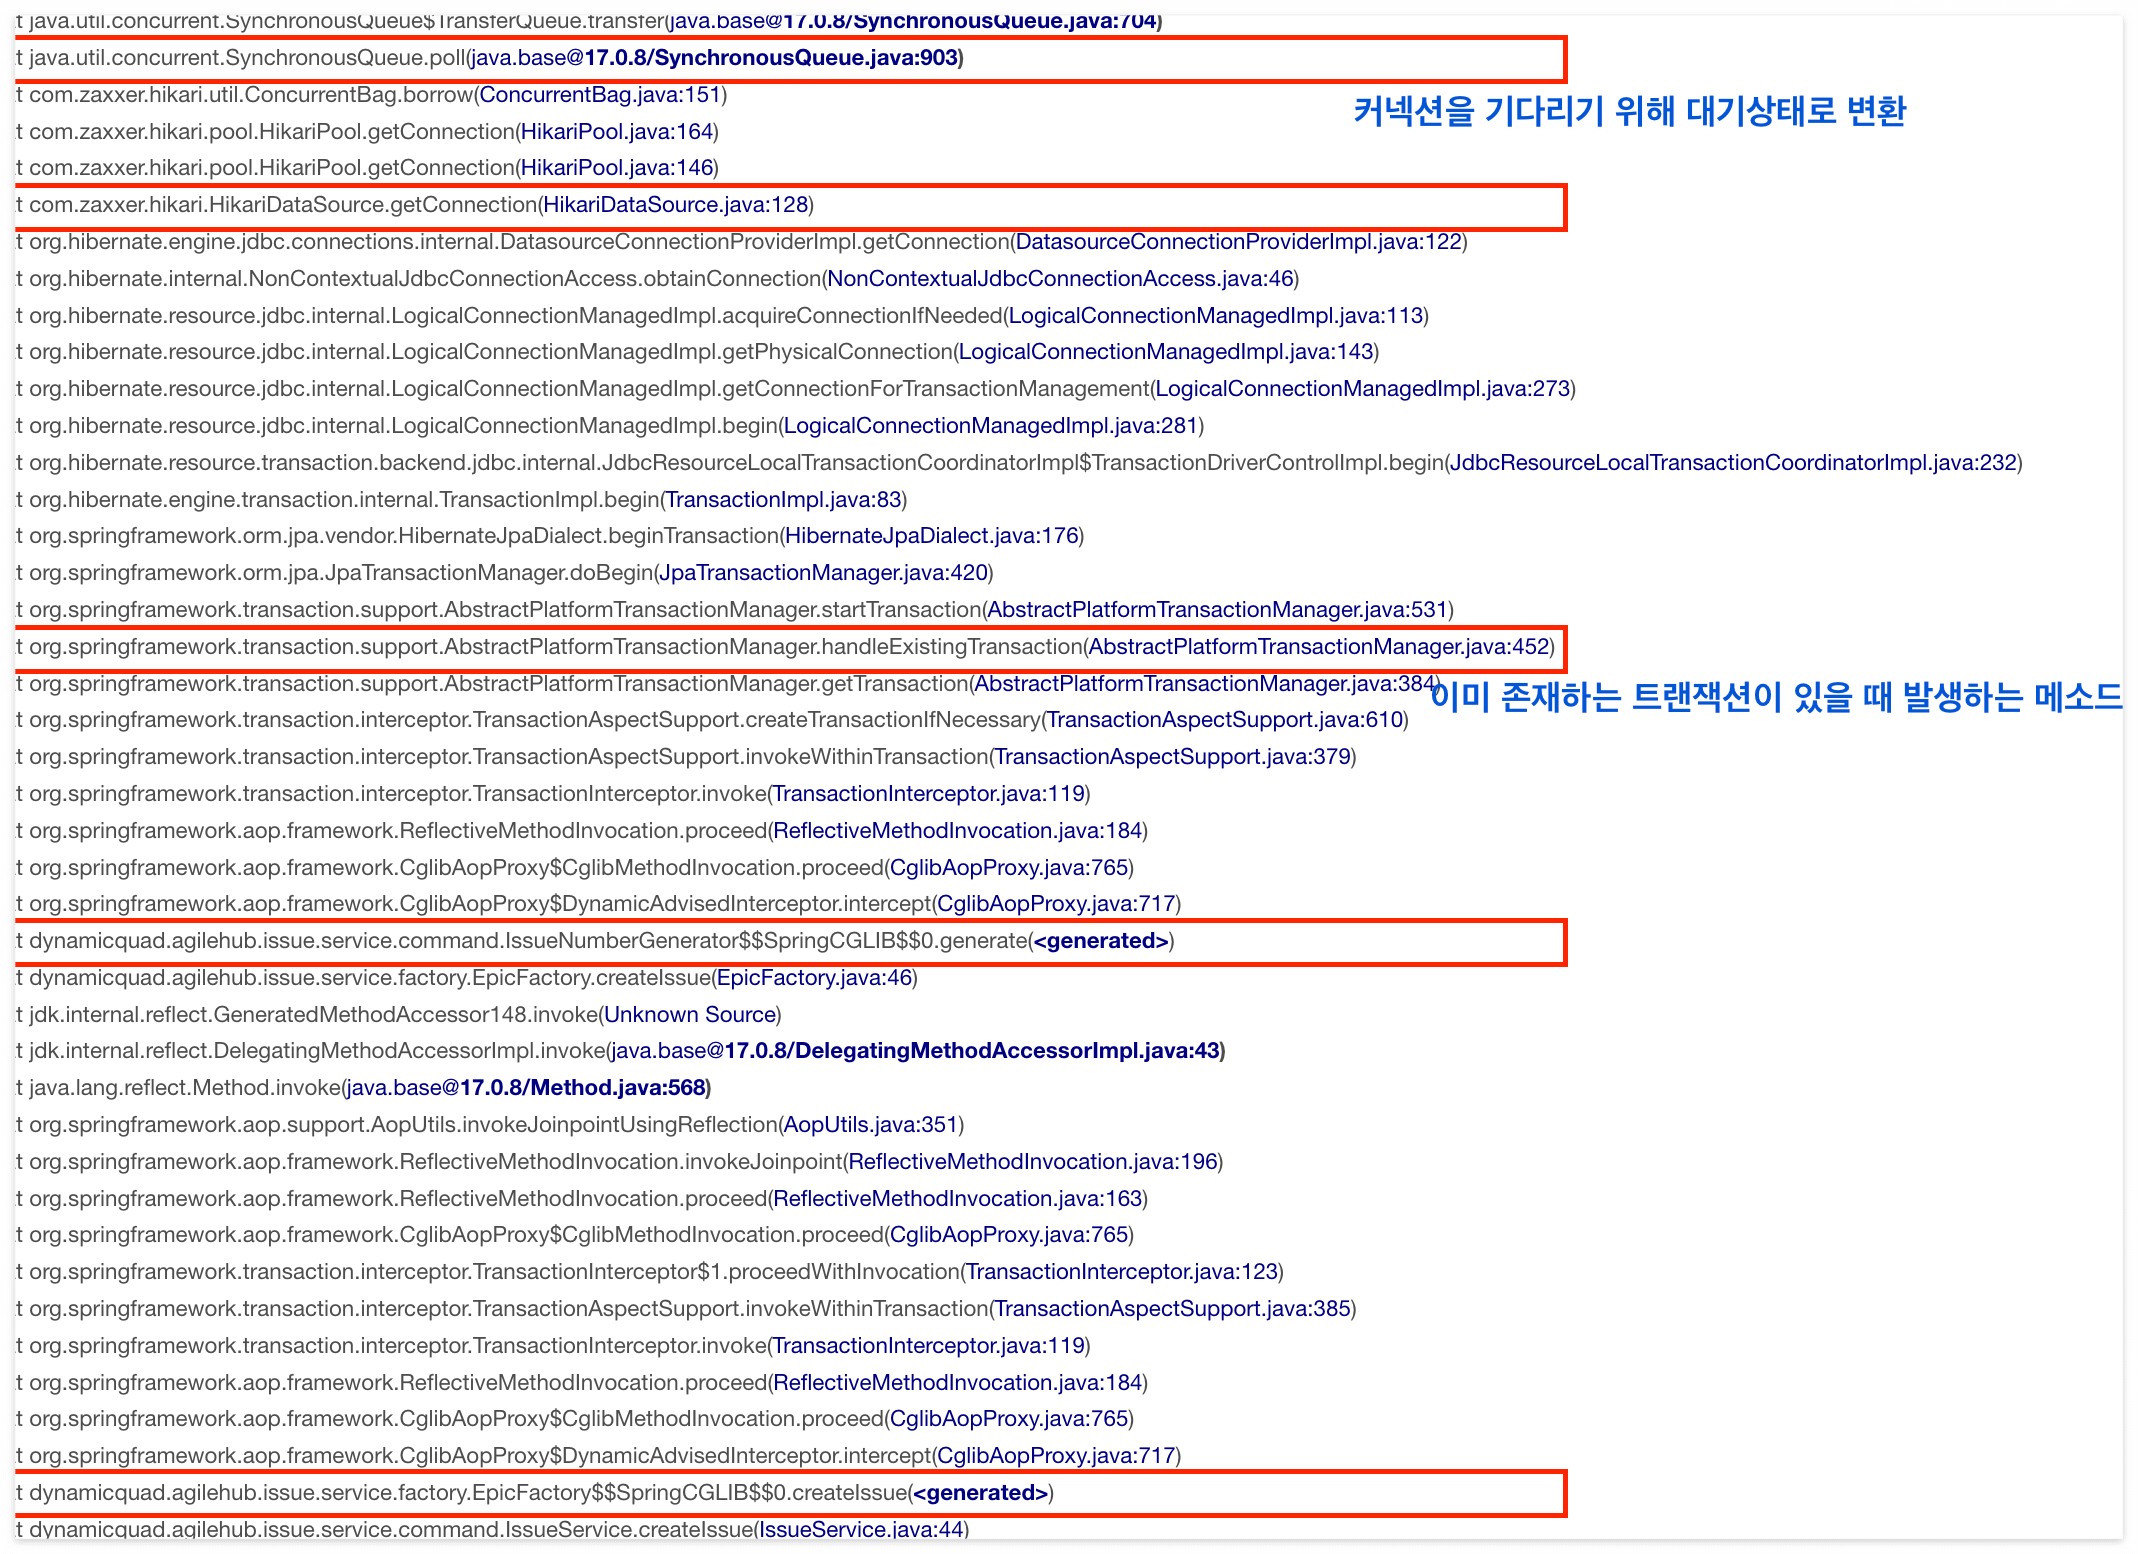 t java.util.concurrent.SynchronousQueue$TransferQueue.transfer(java.base@17.0.8/SynchronousQueue.java:704)
t java.util.concurrent.SynchronousQueue.poll(java.base@17.0.8/SynchronousQueue.java:903)
t com.zaxxer.hikari.util.ConcurrentBag.borrow(ConcurrentBag.java:151)
커넥션을 기다리기 위해 대기상태로 변환
t com.zaxxer.hikari.pool.HikariPool.getConnection(HikariPool.java:164)
t com.zaxxer.hikari.pool.HikariPool.getConnection(HikariPool.java:146)
t com.zaxxer.hikari.HikariDataSource.getConnection(HikariDataSource.java:128)
t org.hibernate.engine.jdbc.connections.internal.DatasourceConnectionProviderImpl.getConnection(DatasourceConnectionProviderImpl.java:122)
t org.hibernate.internal.NonContextualJdbcConnectionAccess.obtainConnection(NonContextualJdbcConnectionAccess.java:46)
t org.hibernate.resource.jdbc.internal.LogicalConnectionManagedImpl.acquireConnectionIfNeeded(LogicalConnectionManagedImpl.java:113)
t org.hibernate.resource.jdbc.internal.LogicalConnectionManagedImpl.getPhysicalConnection(LogicalConnectionManagedImpl.java:143)
t org.hibernate.resource.jdbc.internal.LogicalConnectionManagedImpl.getConnectionForTransactionManagement(LogicalConnectionManagedImpl.java:273)
t org.hibernate.resource.jdbc.internal.LogicalConnectionManagedImpl.begin(LogicalConnectionManagedImpl.java:281)
t org.hibernate.resource.transaction.backend.jdbc.internal.JdbcResourceLocalTransactionCoordinatorImpl$TransactionDriverControlImpl.begin(JdbcResourceLocalTransactionCoordinatorImpl.java:232)
t org.hibernate.engine.transaction.internal.TransactionImpl.begin(TransactionImpl.java:83)
t org.springframework.orm.jpa.vendor.HibernateJpaDialect.beginTransaction(HibernateJpaDialect.java:176)
t org.springframework.orm.jpa.JpaTransactionManager.doBegin(JpaTransactionManager.java:420)
t org.springframework.transaction.support.AbstractPlatformTransactionManager.startTransaction(AbstractPlatformTransactionManager.java:531)
t org.springframework.transaction.support.AbstractPlatformTransactionManager.handleExistingTransaction(AbstractPlatformTransactionManager.java:452)
t org.springframework.transaction.support.AbstractPlatformTransactionManager.getTransaction(AbstractPlatformTransactionManager.java:384)
이미 존재하는 트랜잭션이 있을 때 발생하는 메소드
t org.springframework.transaction.interceptor.TransactionAspectSupport.createTransactionIfNecessary(TransactionAspectSupport.java:610)
t org.springframework.transaction.interceptor.TransactionAspectSupport.invokeWithinTransaction(TransactionAspectSupport.java:379)
t org.springframework.transaction.interceptor.TransactionInterceptor.invoke(TransactionInterceptor.java:119)
t org.springframework.aop.framework.ReflectiveMethodInvocation.proceed(ReflectiveMethodInvocation.java:184)
t org.springframework.aop.framework.CglibAopProxy$CglibMethodInvocation.proceed(CglibAopProxy.java:765)
t org.springframework.aop.framework.CglibAopProxy$DynamicAdvisedInterceptor.intercept(CglibAopProxy.java:717)
t dynamicquad.agilehub.issue.service.command.IssueNumberGenerator$$SpringCGLIB$$0.generate(<generated>)
t dynamicquad.agilehub.issue.service.factory.EpicFactory.createIssue(EpicFactory.java:46)
t jdk.internal.reflect.GeneratedMethodAccessor148.invoke(Unknown Source)
t jdk.internal.reflect.DelegatingMethodAccessorImpl.invoke(java.base@17.0.8/DelegatingMethodAccessorImpl.java:43)
t java.lang.reflect.Method.invoke(java.base@17.0.8/Method.java:568)
t org.springframework.aop.support.AopUtils.invokeJoinpointUsingReflection(AopUtils.java:351)
t org.springframework.aop.framework.ReflectiveMethodInvocation.invokeJoinpoint(ReflectiveMethodInvocation.java:196)
t org.springframework.aop.framework.ReflectiveMethodInvocation.proceed(ReflectiveMethodInvocation.java:163)
t org.springframework.aop.framework.CglibAopProxy$CglibMethodInvocation.proceed(CglibAopProxy.java:765)
t org.springframework.transaction.interceptor.TransactionInterceptor$1.proceedWithInvocation(TransactionInterceptor.java:123)
t org.springframework.transaction.interceptor.TransactionAspectSupport.invokeWithinTransaction(TransactionAspectSupport.java:385)
t org.springframework.transaction.interceptor.TransactionInterceptor.invoke(TransactionInterceptor.java:119)
t org.springframework.aop.framework.ReflectiveMethodInvocation.proceed(ReflectiveMethodInvocation.java:184)
t org.springframework.aop.framework.CglibAopProxy$CglibMethodInvocation.proceed(CglibAopProxy.java:765)
t org.springframework.aop.framework.CglibAopProxy$DynamicAdvisedInterceptor.intercept(CglibAopProxy.java:717)
t dynamicquad.agilehub.issue.service.factory.EpicFactory$$SpringCGLIB$$0.createIssue(<generated>)
t dynamicquad.agilehub.issue.service.command.IssueService.createIssue(IssueService.java:44)